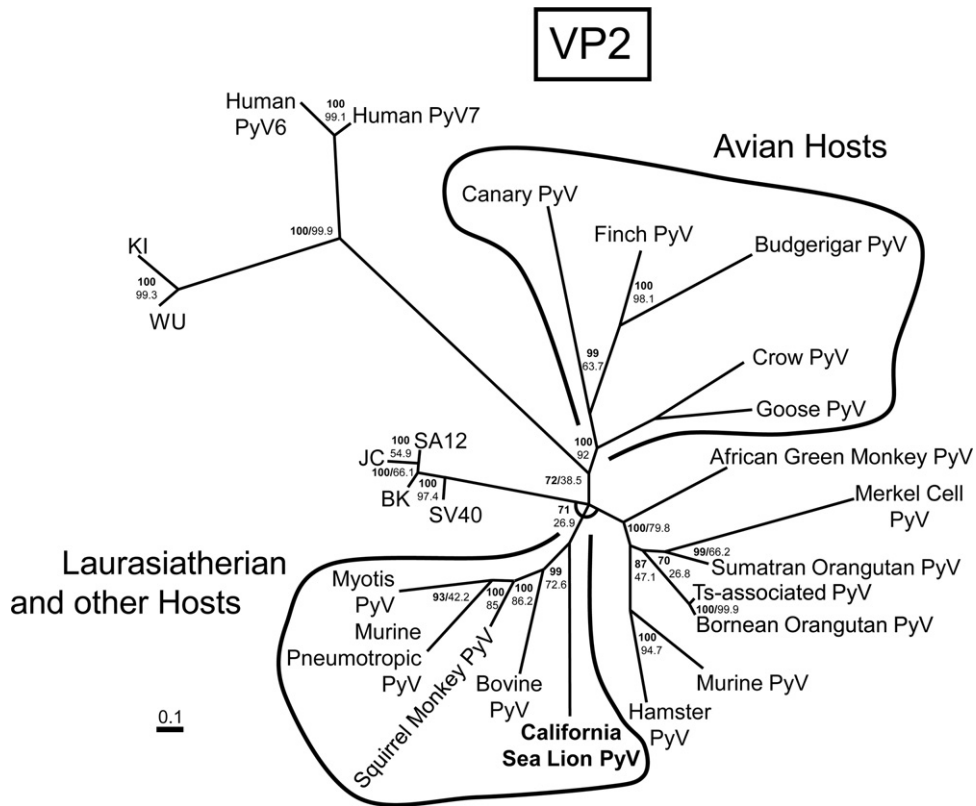 VP2
Human
PyV6
100
99.1
Human PyV7
Avian Hosts
Canary PyV
Finch PyV
Budgerigar PyV
100/99.9
KI
100
99.3
WU
100
98.1
99
63.7
Crow PyV
Goose PyV
100
92
100
54.9
SA12
JC
100/66.1
BK
100
97.4
SV40
72/38.5
71
26.9
African Green Monkey PyV
Merkel Cell
PyV
100/79.8
99/66.2
Sumatran Orangutan PyV
87
47.1
70
26.8
Ts-associated PyV
100/99.9
Bornean Orangutan PyV
Laurasiatherian
and other Hosts
Myotis
PyV
93/42.2
100
85
100
86.2
99
72.6
Murine
Pneumotropic
PyV
Squirrel Monkey PyV
Bovine
PyV
California
Sea Lion PyV
100
94.7
Murine PyV
Hamster
PyV
0.1